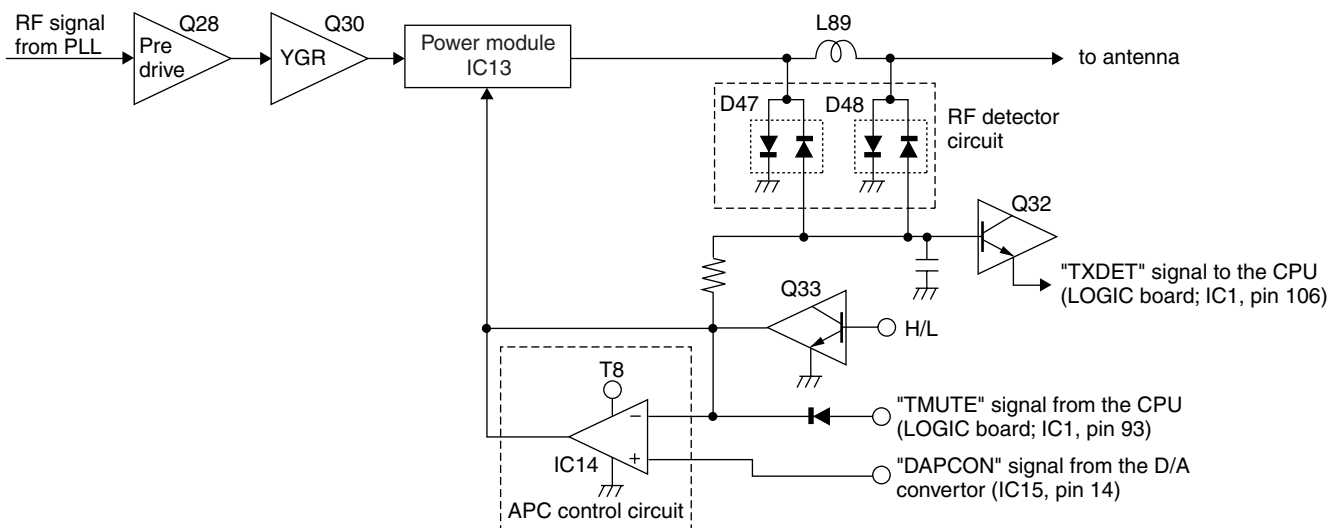 RF signal
from PLL
Q28
Pre
drive
Q30
YGR
Power module
IC13
L89
to antenna
D47
D48
RF detector
circuit
Q32
"TXDET" signal to the CPU
(LOGIC board; IC1, pin 106)
Q33
H/L
T8
"TMUTE" signal from the CPU
(LOGIC board; IC1, pin 93)
–
+
IC14
"DAPCON" signal from the D/A
convertor (IC15, pin 14)
APC control circuit